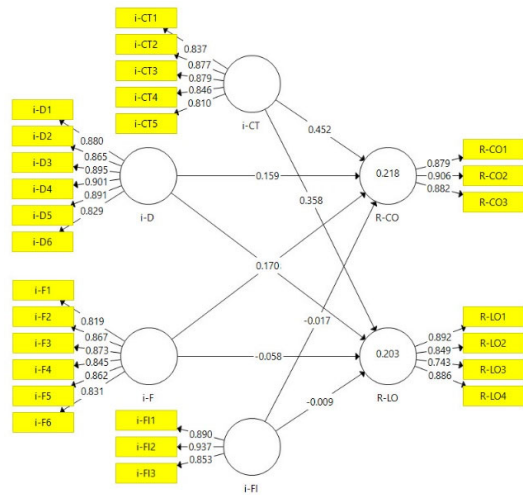 i-CT1
i-CT2
i-CT3
i-CT4
i-CT5
0.837
0.877
0.879
0.846
0.810
i-CT
i-D1
i-D2
i-D3
i-D4
i-D5
i-D6
0.880
0.865
0.895
0.901
0.891
0.829
i-D
0.452
0.159
0.358
0.218
R-CO
0.879
0.906
0.882
R-CO1
R-CO2
R-CO3
i-F1
i-F2
i-F3
i-F4
i-F5
i-F6
0.819
0.867
0.873
0.845
0.862
0.831
i-F
0.170
-0.017
-0.058
-0.009
0.203
R-LO
0.892
0.849
0.743
0.886
R-LO1
R-LO2
R-LO3
R-LO4
i-FI1
i-FI2
i-FI3
0.890
0.937
0.853
i-FI